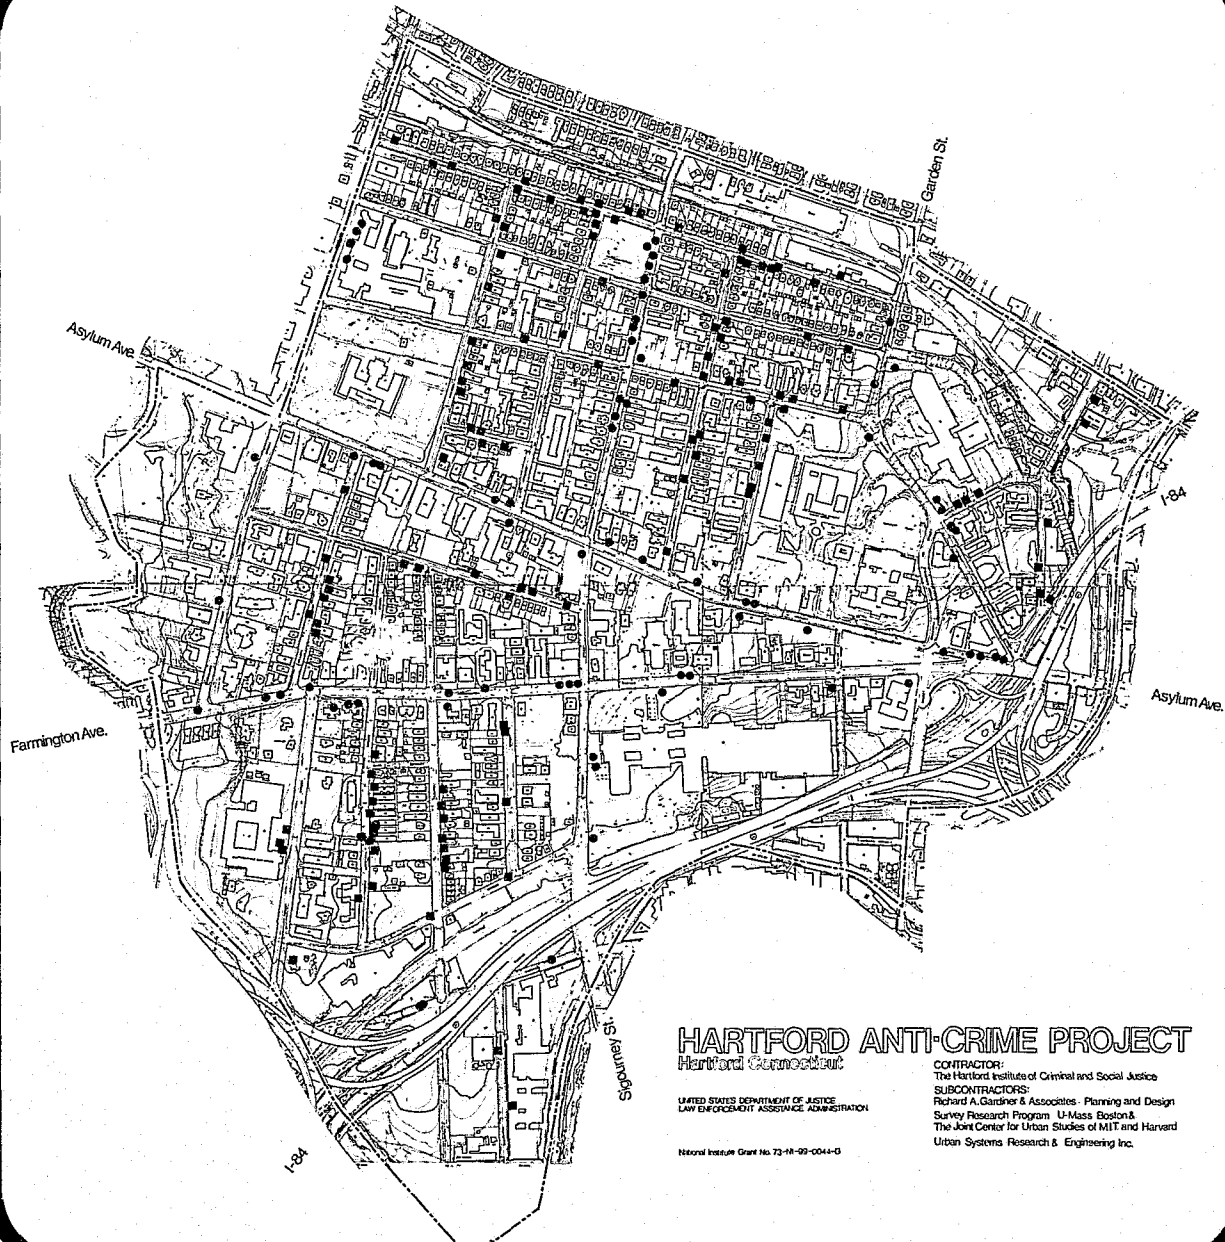 Garden St.
Asylum Ave.
I-84
Asylum Ave.
Farmington Ave.
Sigourney St.
I-84
HARTFORD ANTI-CRIME PROJECT
Hartford Connecticut
UNITED STATES DEPARTMENT OF JUSTICE
LAW ENFORCEMENT ASSISTANCE ADMINISTRATION
National Institute Grant No. 73-NI-99-0044-G
CONTRACTOR:
The Hartford Institute of Criminal and Social Justice
SUBCONTRACTORS:
Richard A. Gardiner & Associates - Planning and Design
Survey Research Program U-Mass Boston &
The Joint Center for Urban Studies of M.I.T. and Harvard
Urban Systems Research & Engineering Inc.